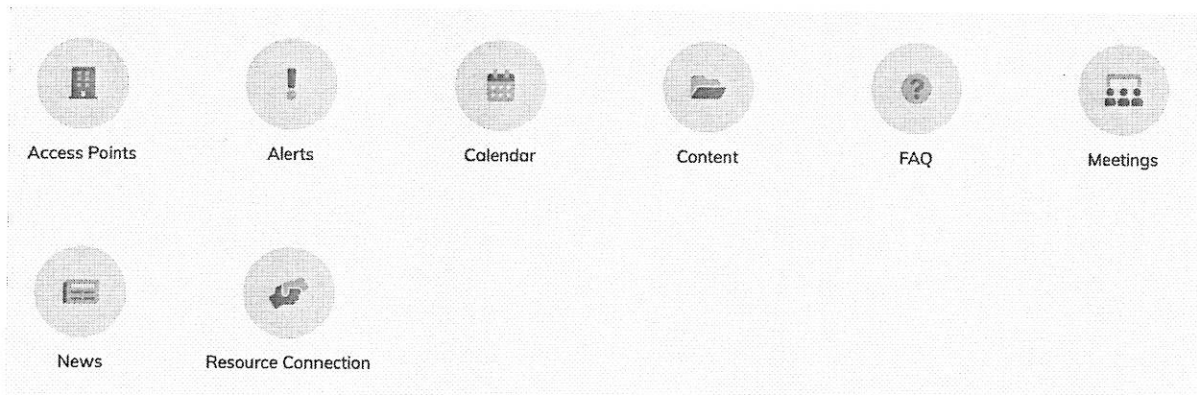 Access Points
Alerts
Calendar
Content
FAQ
Meetings
News
Resource Connection